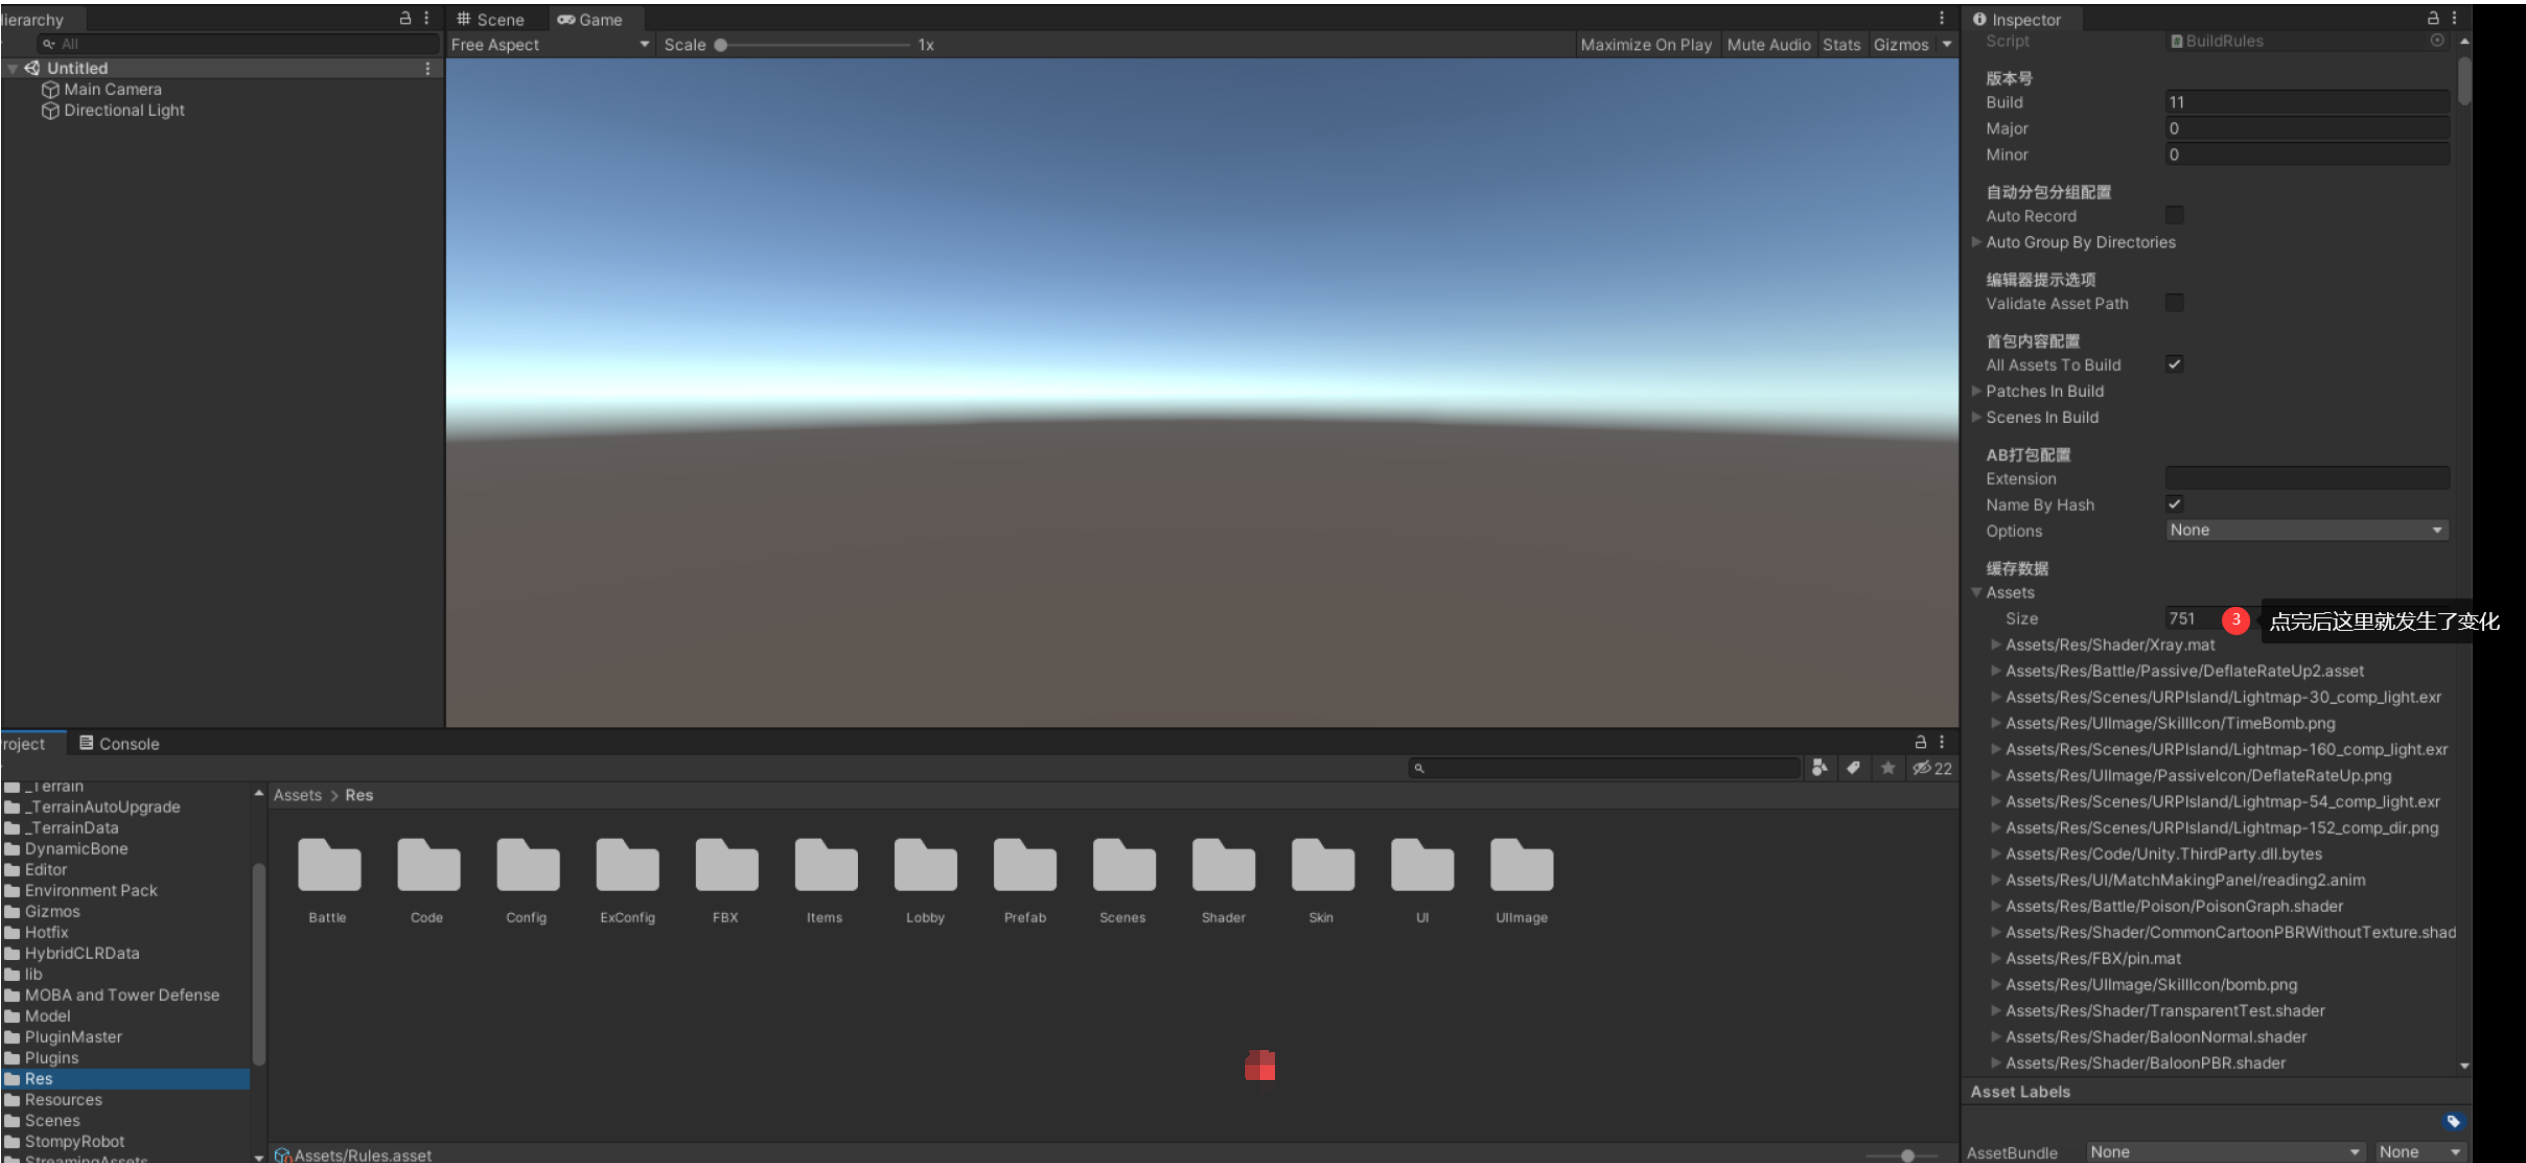 Hierarchy
All
Untitled
Main Camera
Directional Light
Scene
Game
Free Aspect
Scale
1x
Maximize On Play
Mute Audio
Stats
Gizmos
Project
Console
22
_Terrain
_TerrainAutoUpgrade
_TerrainData
DynamicBone
Editor
Environment Pack
Gizmos
Hotfix
HybridCLRData
lib
MOBA and Tower Defense
Model
PluginMaster
Plugins
Res
Resources
Scenes
StompyRobot
StreamingAssets
Assets > Res
Battle
Code
Config
ExConfig
FBX
Items
Lobby
Prefab
Scenes
Shader
Skin
UI
UIImage
Assets/Rules.asset
Inspector
Script
BuildRules
版本号
Build 11
Major 0
Minor 0
自动分包分组配置
Auto Record
Auto Group By Directories
编辑器提示选项
Validate Asset Path
首包内容配置
All Assets To Build
Patches In Build
Scenes In Build
AB打包配置
Extension
Name By Hash
Options None
缓存数据
Assets
Size 751
3 点完后这里就发生了变化
Assets/Res/Shader/Xray.mat
Assets/Res/Battle/Passive/DeflateRateUp2.asset
Assets/Res/Scenes/URPIsland/Lightmap-30_comp_light.exr
Assets/Res/UIImage/SkillIcon/TimeBomb.png
Assets/Res/Scenes/URPIsland/Lightmap-160_comp_light.exr
Assets/Res/UIImage/PassiveIcon/DeflateRateUp.png
Assets/Res/Scenes/URPIsland/Lightmap-54_comp_light.exr
Assets/Res/Scenes/URPIsland/Lightmap-152_comp_dir.png
Assets/Res/Code/Unity.ThirdParty.dll.bytes
Assets/Res/UI/MatchMakingPanel/reading2.anim
Assets/Res/Battle/Poison/PoisonGraph.shader
Assets/Res/Shader/CommonCartoonPBRWithoutTexture.shad
Assets/Res/FBX/pin.mat
Assets/Res/UIImage/SkillIcon/bomb.png
Assets/Res/Shader/TransparentTest.shader
Assets/Res/Shader/BaloonNormal.shader
Assets/Res/Shader/BaloonPBR.shader
Asset Labels
AssetBundle None None